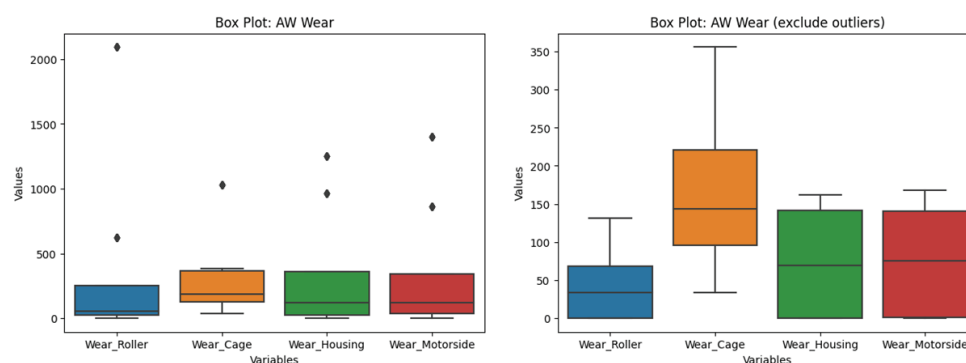 Box Plot: AW Wear
2000
1500
1000
500
0
Values
Wear_Roller Wear_Cage Wear_Housing Wear_Motorside
Variables
Box Plot: AW Wear (exclude outliers)
350
300
250
200
150
100
50
0
Values
Wear_Roller Wear_Cage Wear_Housing Wear_Motorside
Variables